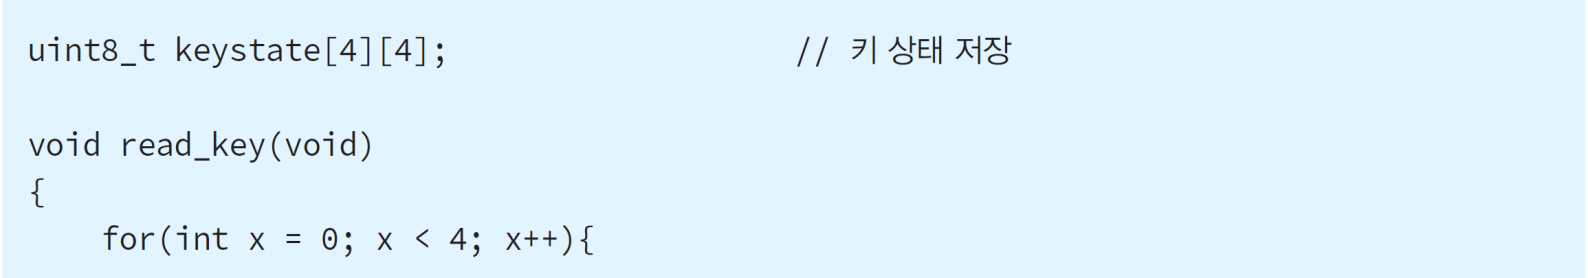 uint8_t keystate[4][4]; // 키 상태 저장
void read_key(void)
{
for(int x = 0; x < 4; x++){